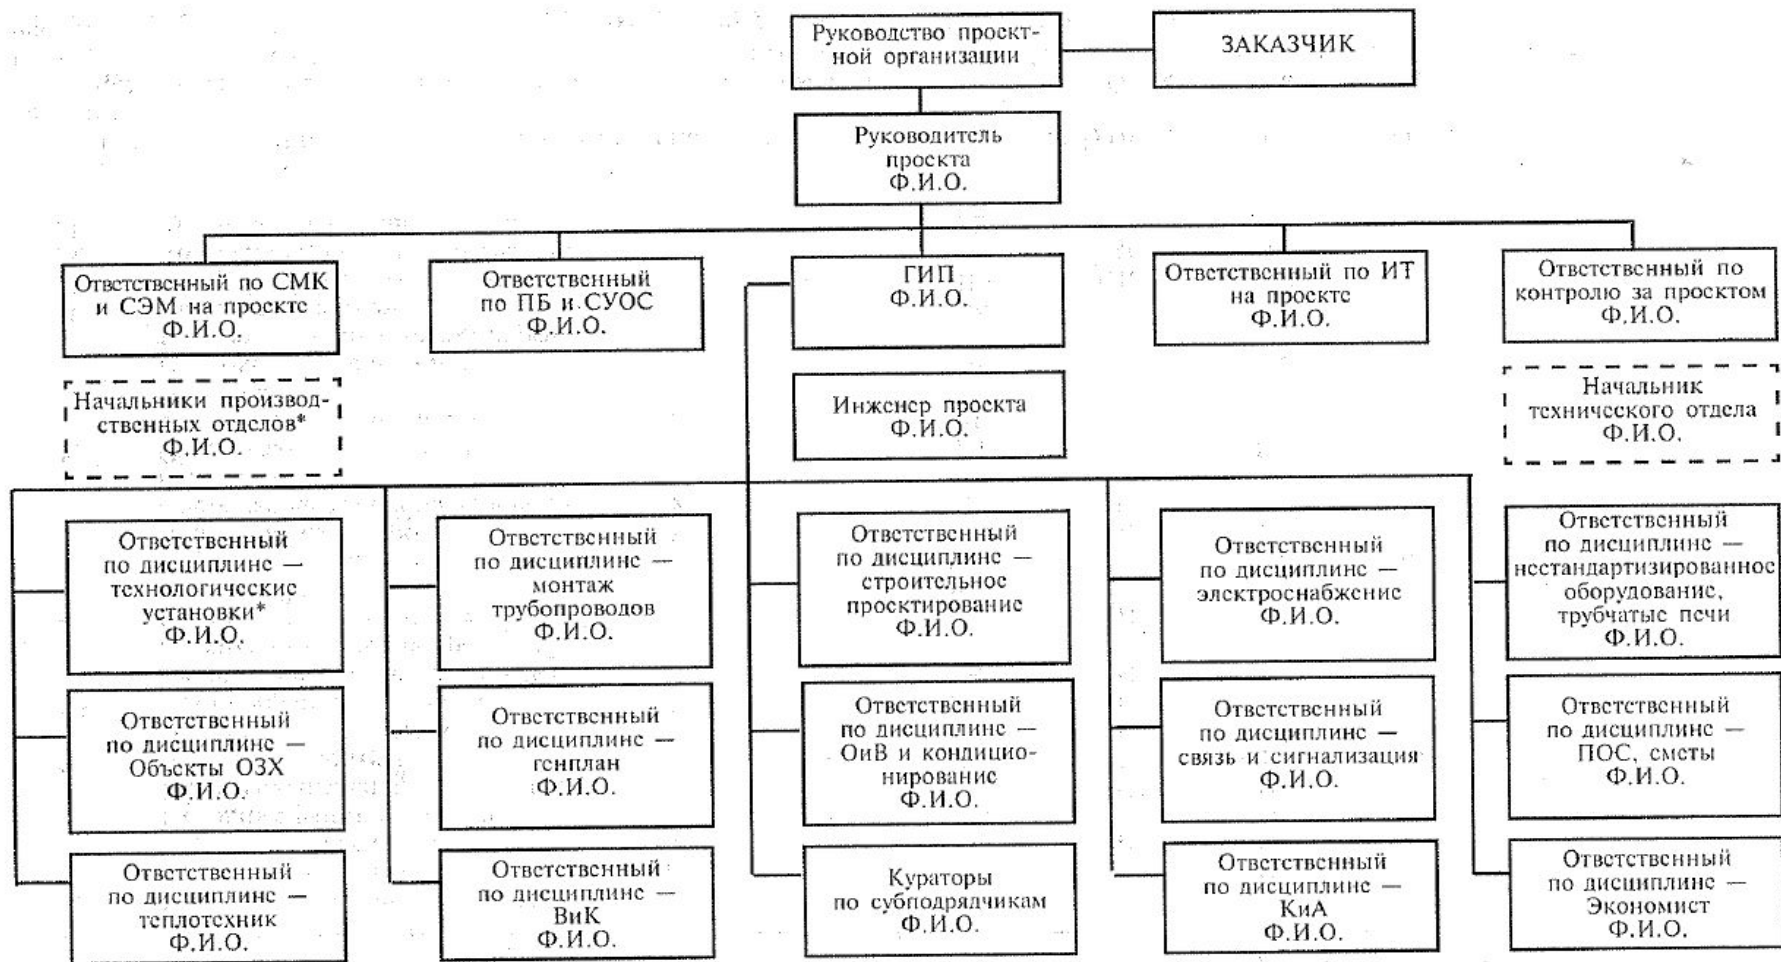 Руководство проект-
ной организации
ЗАКАЗЧИК
Руководитель
проекта
Ф.И.О.
Ответственный по СМК
и СЭМ на проекте
Ф.И.О.
Ответственный
по ПБ и СУОС
Ф.И.О.
ГИП
Ф.И.О.
Ответственный по ИТ
на проекте
Ф.И.О.
Ответственный по
контролю за проектом
Ф.И.О.
Начальники производ-
ственных отделов*
Ф.И.О.
Инженер проекта
Ф.И.О.
Начальник
технического отдела
Ф.И.О.
Ответственный
по дисциплине —
технологические
установки*
Ф.И.О.
Ответственный
по дисциплине —
монтаж
трубопроводов
Ф.И.О.
Ответственный
по дисциплине —
строительное
проектирование
Ф.И.О.
Ответственный
по дисциплине —
электроснабжение
Ф.И.О.
Ответственный
по дисциплине —
нестандартизированное
оборудование,
трубчатые печи
Ф.И.О.
Ответственный
по дисциплине —
Объекты ОЗХ
Ф.И.О.
Ответственный
по дисциплине —
генплан
Ф.И.О.
Ответственный
по дисциплине —
ОиВ и кондицио-
нирование
Ф.И.О.
Ответственный
по дисциплине —
связь и сигнализация
Ф.И.О.
Ответственный
по дисциплине —
ПОС, сметы
Ф.И.О.
Ответственный
по дисциплине —
теплотехник
Ф.И.О.
Ответственный
по дисциплине —
ВиК
Ф.И.О.
Кураторы
по субподрядчикам
Ф.И.О.
Ответственный
по дисциплине —
КиА
Ф.И.О.
Ответственный
по дисциплине —
Экономист
Ф.И.О.